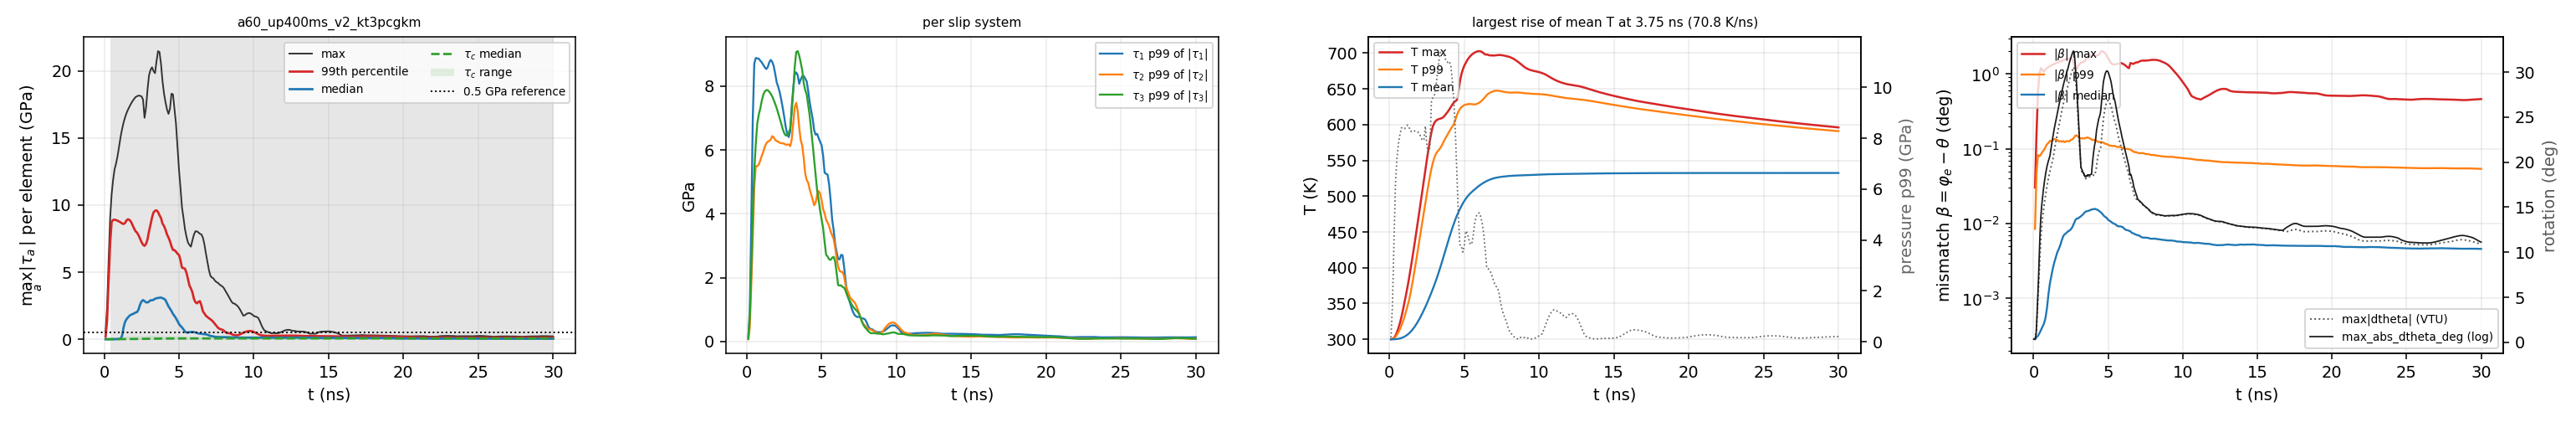 a60_up400ms_v2_kt3pcgkm
max
99th percentile
median
τc median
τc range
0.5 GPa reference
max a |τa| per element (GPa)
20
15
10
5
0
0 5 10 15 20 25 30
t (ns)
per slip system
τ1 p99 of |τ1|
τ2 p99 of |τ2|
τ3 p99 of |τ3|
GPa
8
6
4
2
0
0 5 10 15 20 25 30
t (ns)
largest rise of mean T at 3.75 ns (70.8 K/ns)
T max
T p99
T mean
T (K)
700
650
600
550
500
450
400
350
300
10
8
6
4
2
0
pressure p99 (GPa)
0 5 10 15 20 25 30
t (ns)
|β| max
|β| p99
|β| median
mismatch β = φe − θ (deg)
10⁰
10⁻¹
10⁻²
10⁻³
30
25
20
15
10
5
0
rotation (deg)
max|dtheta| (VTU)
max_abs_dtheta_deg (log)
0 5 10 15 20 25 30
t (ns)